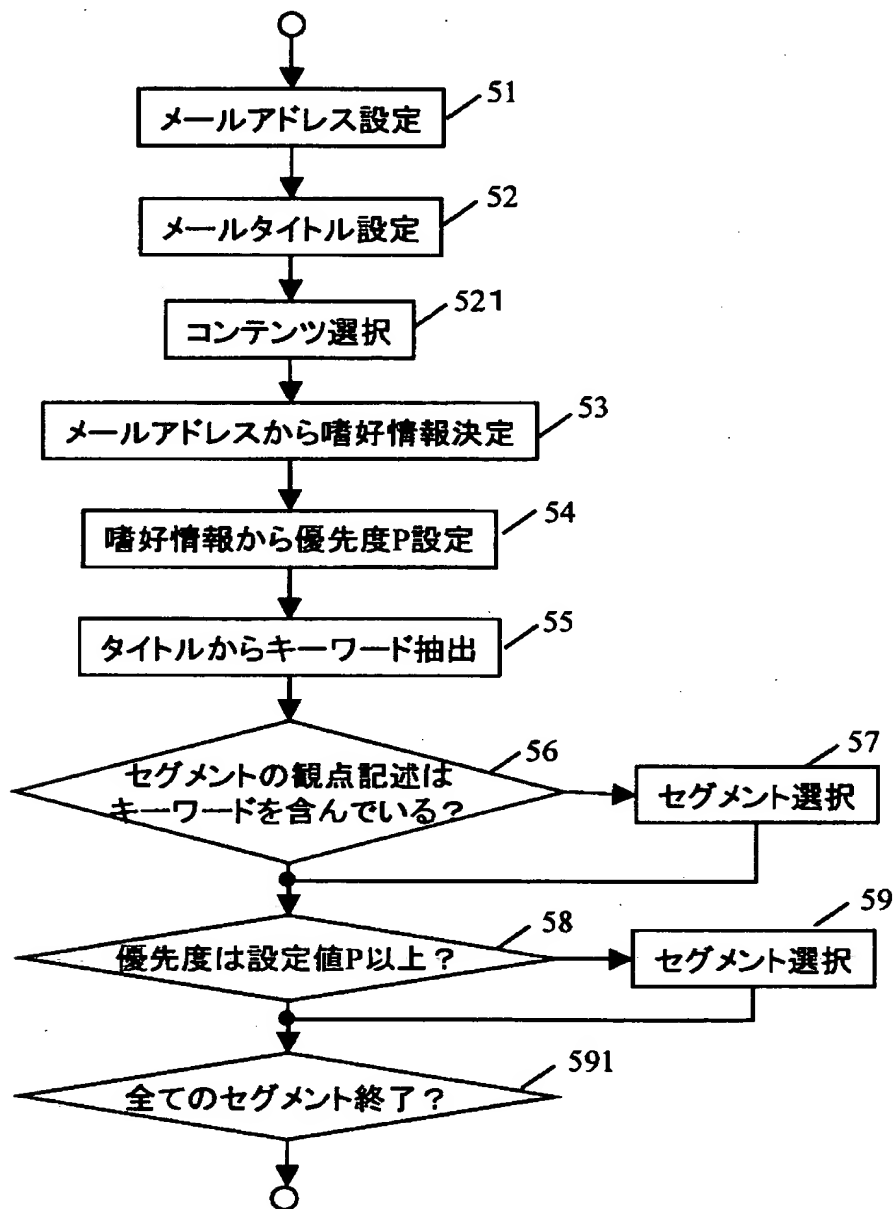 51
メールアドレス設定
52
メールタイトル設定
521
コンテンツ選択
53
メールアドレスから嗜好情報決定
54
嗜好情報から優先度P設定
55
タイトルからキーワード抽出
56
セグメントの観点記述は
キーワードを含んでいる?
57
セグメント選択
58
優先度は設定値P以上?
59
セグメント選択
591
全てのセグメント終了?